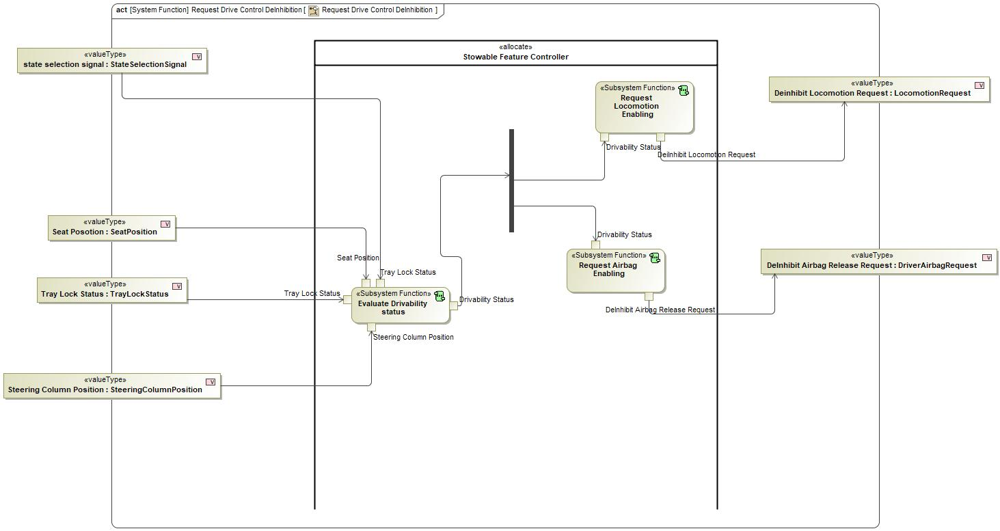 act [System Function] Request Drive Control DeInhibition [ Request Drive Control DeInhibition ]
«valueType»
state selection signal : StateSelectionSignal
V
«allocate»
Stowable Feature Controller
«valueType»
Deinhibit Locomotion Request : LocomotionRequest
V
«Subsystem Function»
Request
Locomotion
Enabling
Drivability Status
DeiInhibit Locomotion Request
«valueType»
Seat Posotion : SeatPosition
V
Drivability Status
«Subsystem Function»
Request Airbag
Enabling
DeInhibit Airbag Release Request
«valueType»
DeInhibit Airbag Release Request : DriverAirbagRequest
V
Seat Position
Tray Lock Status
«valueType»
Tray Lock Status : TrayLockStatus
V
Tray Lock Status
«Subsystem Function»
Evaluate Drivability
status
Drivability Status
Steering Column Position
«valueType»
Steering Column Position : SteeringColumnPosition
V